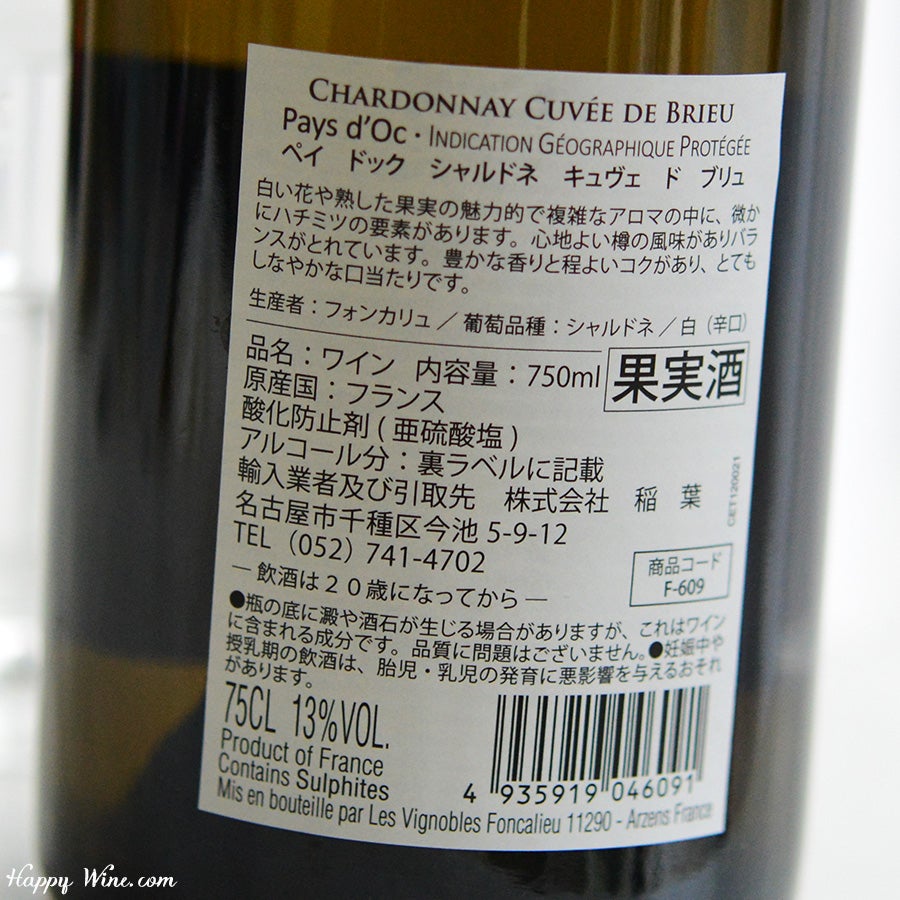 CHARDONNAY CUVÉE DE BRIEU
Pays d'Oc · INDICATION GÉOGRAPHIQUE PROTÉGÉE
ペイ ドック シャルドネ キュヴェ ド ブリュ
白い花や熟した果実の魅力的で複雑なアロマの中に、微か
にハチミツの要素があります。心地よい樽の風味がありバラ
ンスがとれています。豊かな香りと程よいコクがあり、とても
しなやかな口当たりです。
生産者：フォンカリュ／葡萄品種：シャルドネ／白（辛口）
品名：ワイン 内容量：750ml
果実酒
原産国：フランス
酸化防止剤(亜硫酸塩)
アルコール分：裏ラベルに記載
輸入業者及び引取先 株式会社 稲葉
名古屋市千種区今池 5-9-12
TEL（052）741-4702
CET120021
商品コード
F-609
― 飲酒は２０歳になってから ―
●瓶の底に澱や酒石が生じる場合がありますが、これはワイン
に含まれる成分です。品質に問題はございません。●妊娠中や
授乳期の飲酒は、胎児・乳児の発育に悪影響を与えるおそれ
があります。
75CL 13%VOL.
Product of France
Contains Sulphites
4 935919 046091
Mis en bouteille par Les Vignobles Foncalieu 11290 - Arzens France
Happy Wine.com